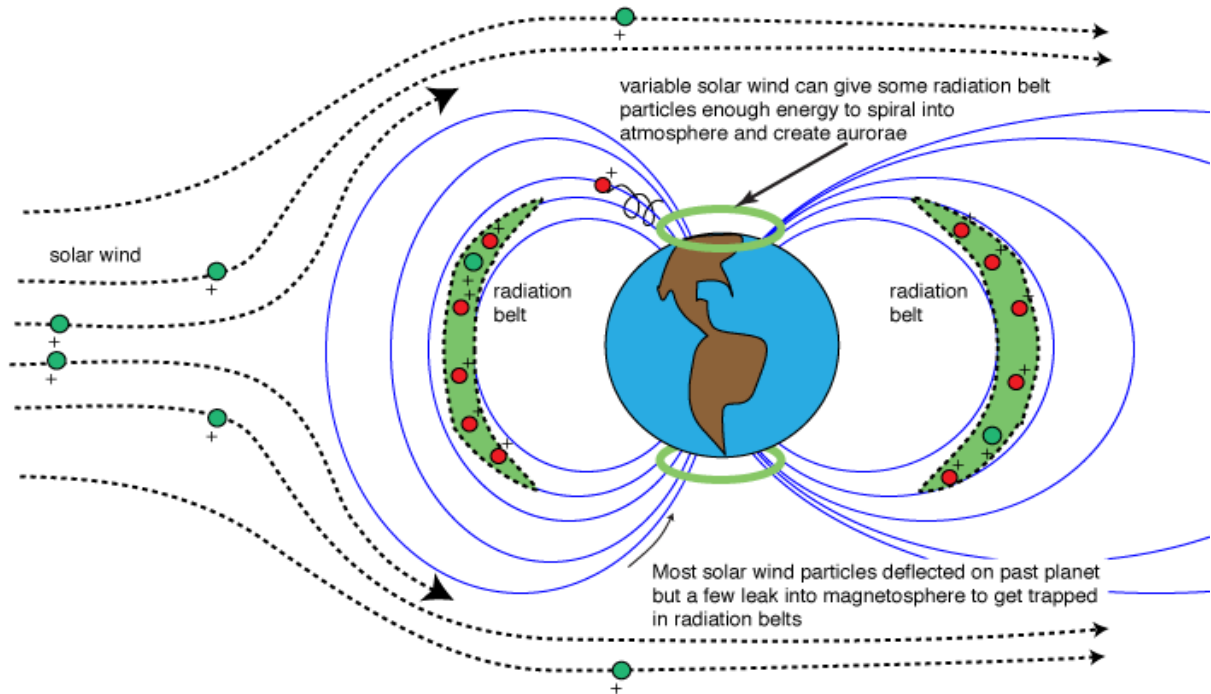 variable solar wind can give some radiation belt
particles enough energy to spiral into
atmosphere and create aurorae
solar wind
radiation
belt
radiation
belt
Most solar wind particles deflected on past planet
but a few leak into magnetosphere to get trapped
in radiation belts